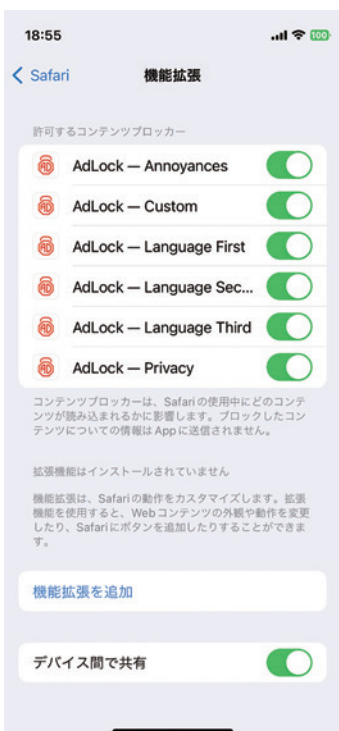 18:55
100
Safari
機能拡張
許可するコンテンツブロッカー
AdLock — Annoyances
AdLock — Custom
AdLock — Language First
AdLock — Language Sec...
AdLock — Language Third
AdLock — Privacy
コンテンツブロッカーは、Safariの使用中にどのコンテ
ンツが読み込まれるかに影響します。ブロックしたコン
テンツについての情報はAppに送信されません。
拡張機能はインストールされていません
機能拡張は、Safariの動作をカスタマイズします。拡張
機能を使用すると、Webコンテンツの外観や動作を変更
したり、Safariにボタンを追加したりすることができま
す。
機能拡張を追加
デバイス間で共有